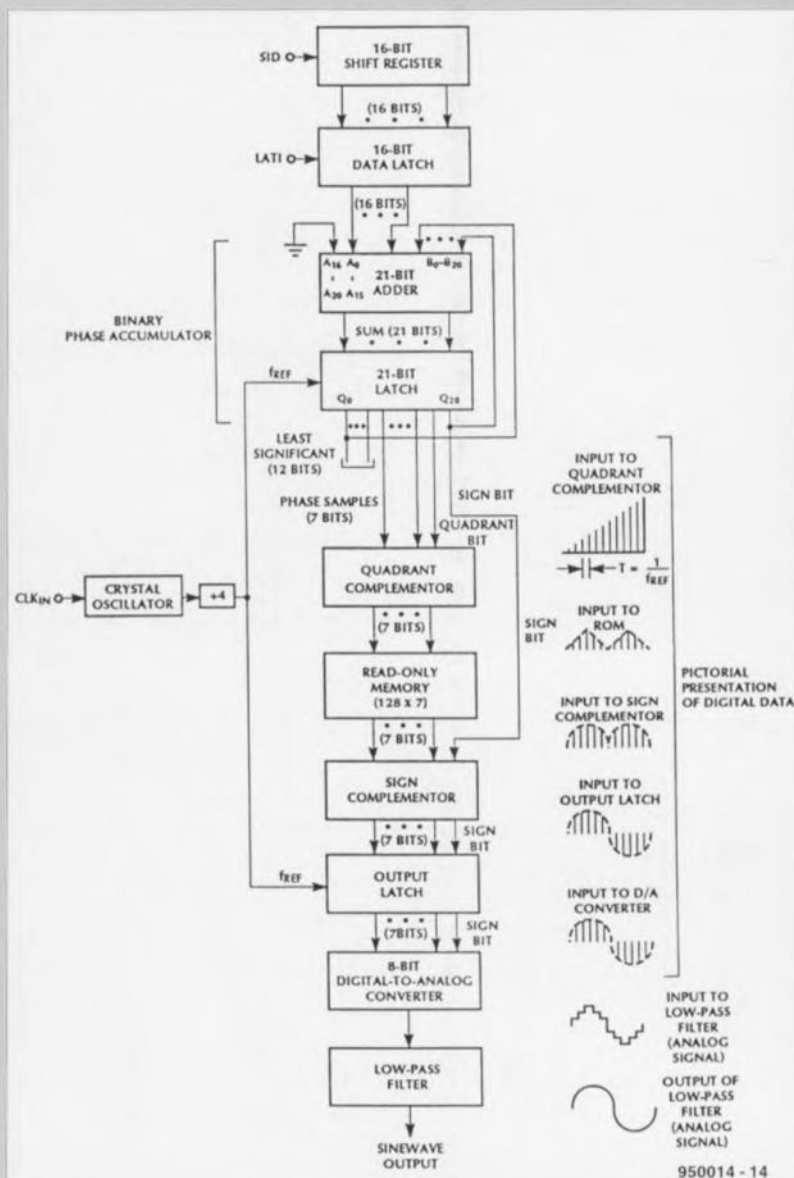 16-BIT
SHIFT REGISTER
SID
(16 BITS)
16-BIT
DATA LATCH
LATI
(16 BITS)
A16 A0
B0–B20
21-BIT
ADDER
A20 A15
BINARY
PHASE ACCUMULATOR
SUM (21 BITS)
21-BIT
LATCH
fREF
Q0
Q20
LEAST
SIGNIFICANT
(12 BITS)
PHASE SAMPLES
(7 BITS)
SIGN BIT
QUADRANT
BIT
QUADRANT
COMPLEMENTOR
CLKIN
CRYSTAL
OSCILLATOR
÷4
(7 BITS)
SIGN
BIT
READ-ONLY
MEMORY
(128 X 7)
(7 BITS)
SIGN
COMPLEMENTOR
(7 BITS)
SIGN
BIT
fREF
OUTPUT
LATCH
(7BITS)
SIGN
BIT
8-BIT
DIGITAL-TO-ANALOG
CONVERTER
LOW-PASS
FILTER
SINEWAVE
OUTPUT
INPUT TO
QUADRANT
COMPLEMENTOR
T = 1
fREF
INPUT TO
ROM
INPUT TO SIGN
COMPLEMENTOR
INPUT TO
OUTPUT LATCH
INPUT TO D/A
CONVERTER
PICTORIAL
PRESENTATION
OF DIGITAL DATA
INPUT TO
LOW-PASS
FILTER
(ANALOG
SIGNAL)
OUTPUT OF
LOW-PASS
FILTER
(ANALOG
SIGNAL)
950014 - 14